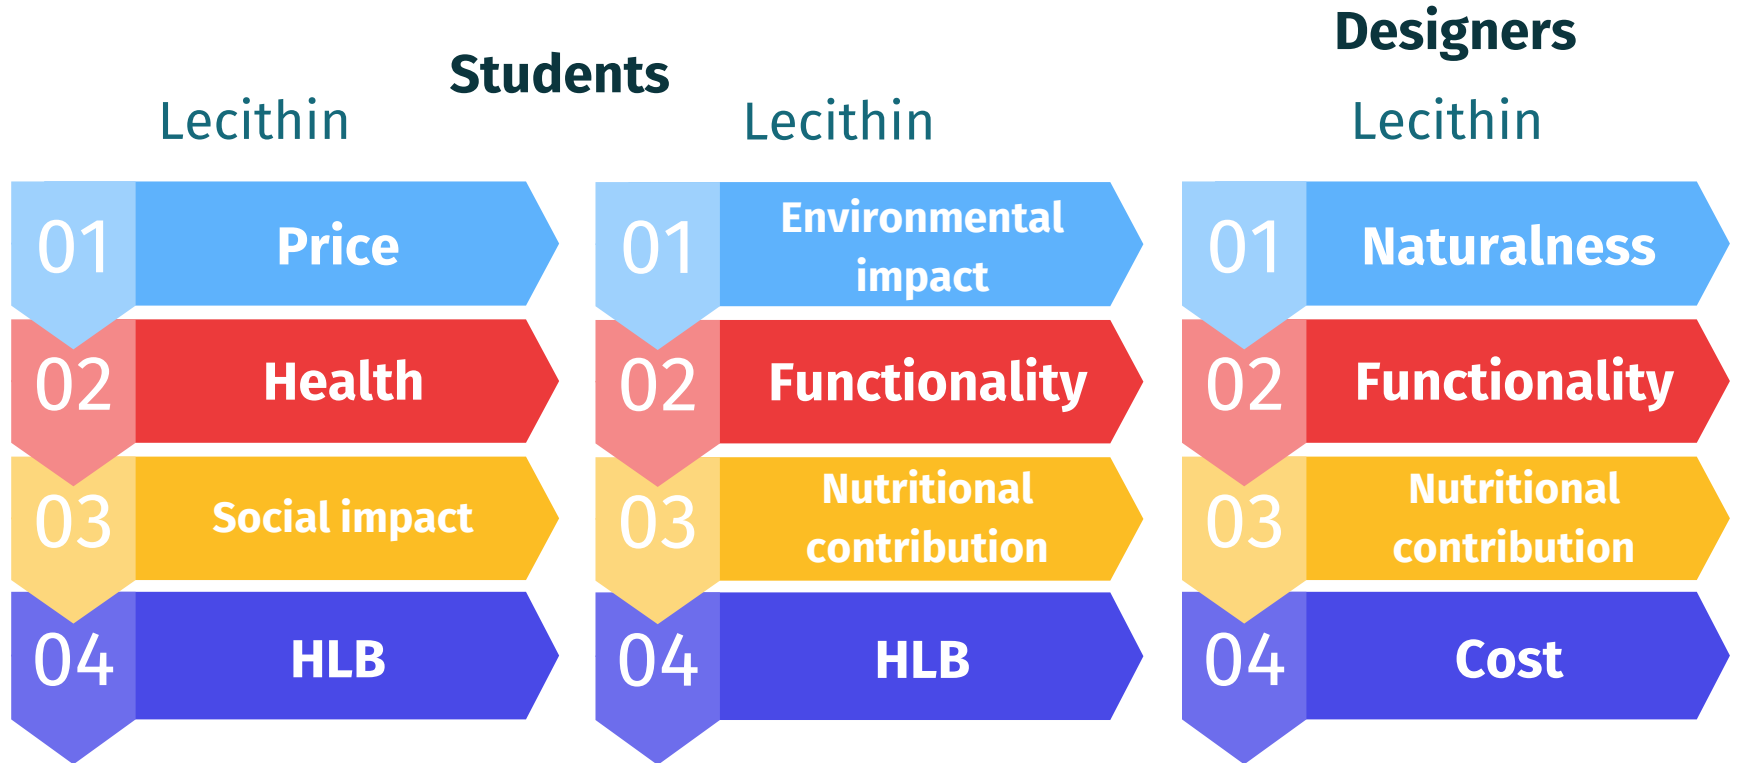 Students
Designers
Lecithin
01
Price
02
Health
03
Social impact
04
HLB
Lecithin
01
Environmental
impact
02
Functionality
03
Nutritional
contribution
04
HLB
Lecithin
01
Naturalness
02
Functionality
03
Nutritional
contribution
04
Cost